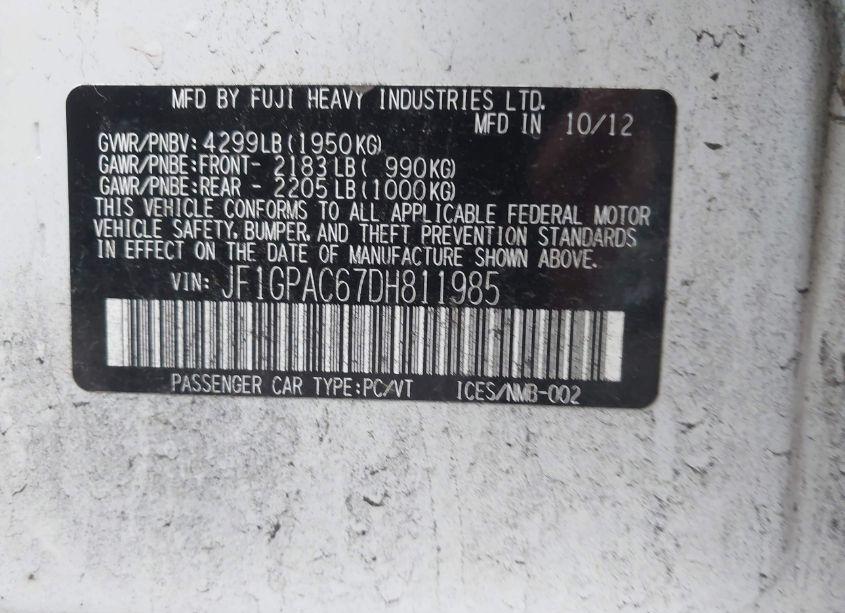 MFD BY FUJI HEAVY INDUSTRIES LTD.
MFD IN 10/12
GVWR/PNBV: 4299LB(1950KG)
GAWR/PNBE:FRONT- 2183 LB( 990KG)
GAWR/PNBE:REAR - 2205 LB(1000KG)
THIS VEHICLE CONFORMS TO ALL APPLICABLE FEDERAL MOTOR
VEHICLE SAFETY, BUMPER, AND THEFT PREVENTION STANDARDS
IN EFFECT ON THE DATE OF MANUFACTURE SHOWN ABOVE.
VIN: JF1GPAC67DH811985
PASSENGER CAR TYPE:PC/VT ICES/NMB-002